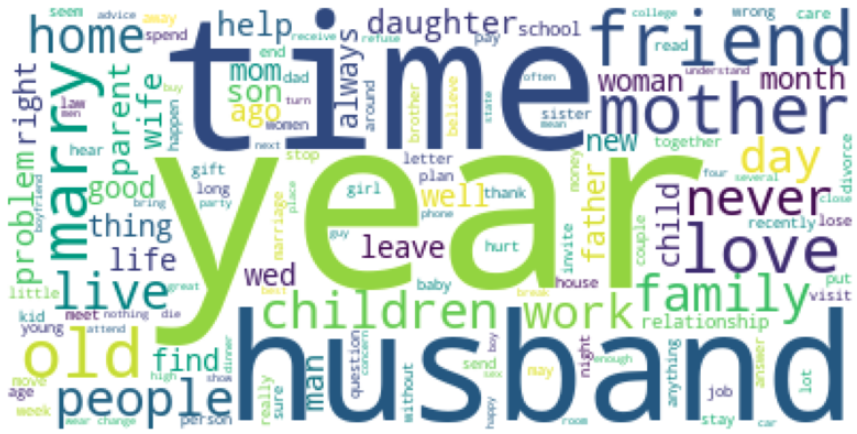 seem
advice
away
college
wrong
care
home
spend
help
daughter
school
time
friend
end
receive
refuse
pay
read
right
law
men
parent
wife
mom
dad
always
buy
often
understand
woman
month
son
turn
around
happen
ago
women
brother
believe
state
sister
mean
mother
marry
hear
next
stop
new
together
day
divorce
problem
boyfriend
good
gift
long
place
letter
plan
money
four
several
bring
party
girl
well
thank
father
child
never
close
thing
year
marriage
guy
phone
couple
recently
lose
life
leave
hurt
invite
love
wed
baby
house
put
little
live
great
best
break
family
visit
kid
meet
nothing
die
children
work
relationship
young
attend
old
find
dinner
man
question
concern
husband
boy
night
enough
answer
move
high
show
really
sure
without
send
sex
may
anything
job
lot
age
week
people
person
wear
change
happy
room
stay
car